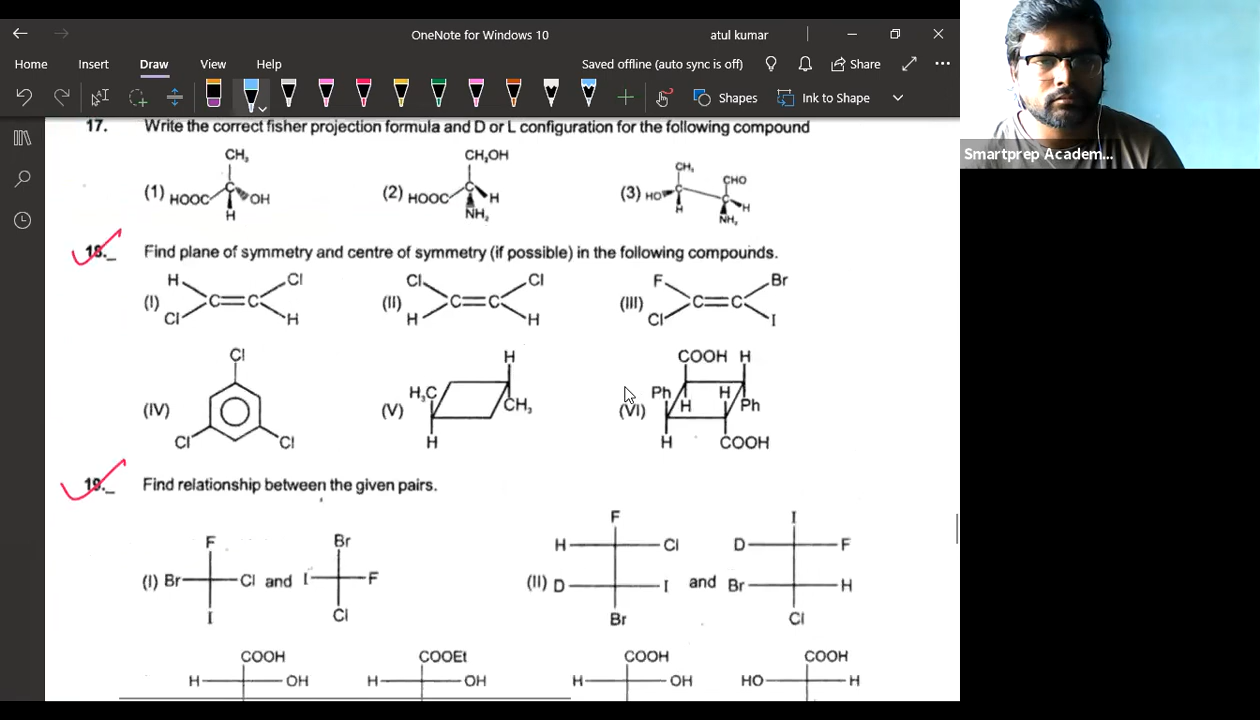 OneNote for Windows 10
atul kumar
Home Insert Draw View Help
Saved offline (auto sync is off)
Share
Shapes
Ink to Shape
Smartprep Academ...
17. Write the correct fisher projection formula and D or L configuration for the following compound
CH3 CH2OH CH3
CHO
(1) HOOC C OH (2) HOOC C H (3) HO C C H
H NH2 H NH2
18. Find plane of symmetry and centre of symmetry (if possible) in the following compounds.
H Cl Cl Cl F Br
(I) C=C (II) C=C (III) C=C
Cl H H H Cl I
Cl H COOH H
H3C Ph H
(IV) (V) CH3 (VI) H Ph
Cl Cl H H COOH
19. Find relationship between the given pairs.
F I
F Br H Cl D F
(I) Br Cl and I F (II) D I and Br H
I Cl Br Cl
COOH COOEt COOH COOH
H OH H OH H OH HO H